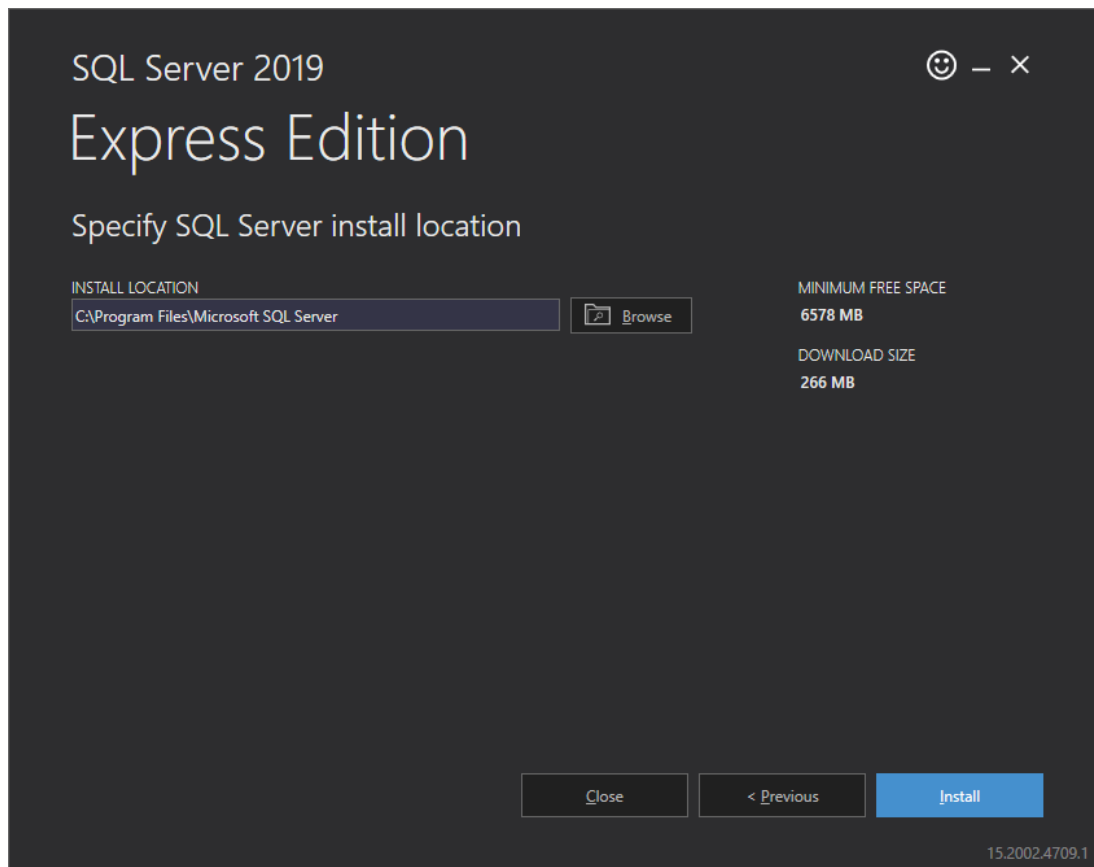 SQL Server 2019
Express Edition
Specify SQL Server install location
INSTALL LOCATION
C:\Program Files\Microsoft SQL Server
Browse
MINIMUM FREE SPACE
6578 MB
DOWNLOAD SIZE
266 MB
Close
< Previous
Install
15.2002.4709.1